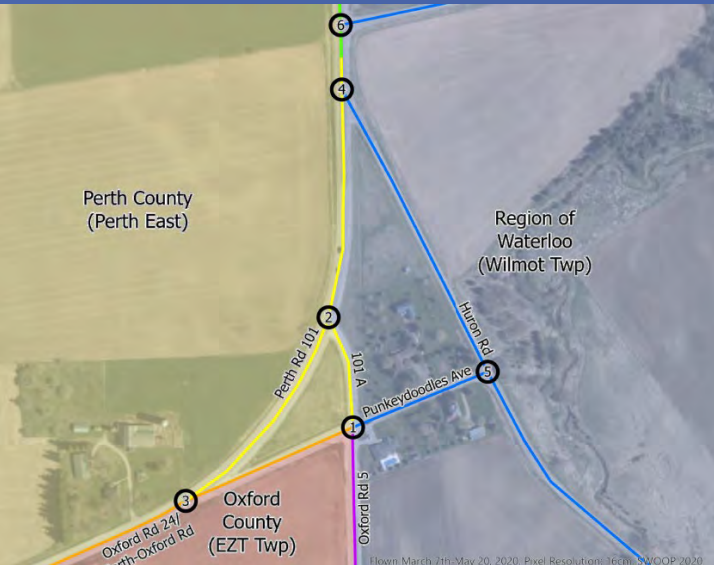 6
4
Perth County
(Perth East)
Region of
Waterloo
(Wilmot Twp)
2
Huron Rd
Perth Rd 101
101 A
5
Punkeydoodles Ave
1
3
Oxford
County
(EZT Twp)
Oxford Rd 5
Oxford Rd 24/
rth-Oxford Rd
Flown March 7th-May 20, 2020. Pixel Resolution: 16cm. SWOOP 2020